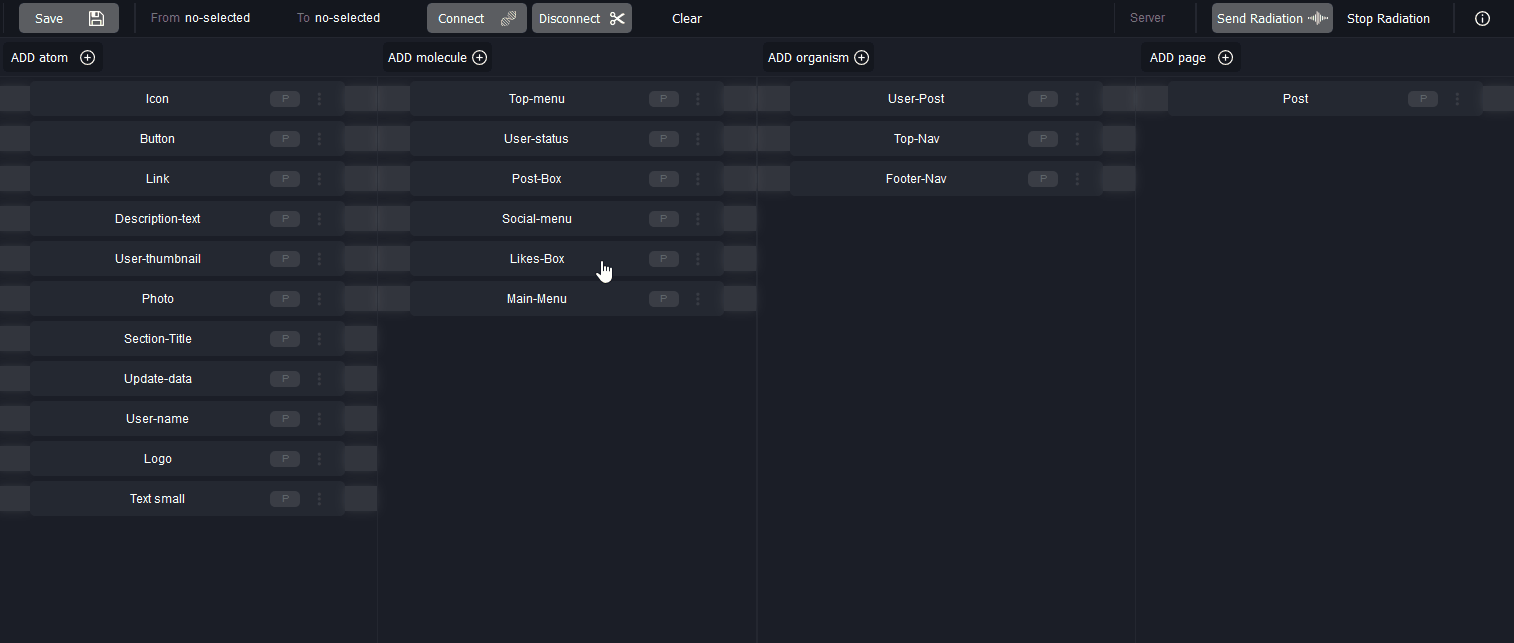 Save From no-selected To no-selected Connect Disconnect Clear Server Send Radiation Stop Radiation
ADD atom ADD molecule ADD organism ADD page
Icon P Top-menu P User-Post P Post P
Button P User-status P Top-Nav P
Link P Post-Box P Footer-Nav P
Description-text P Social-menu P
User-thumbnail P Likes-Box P
Photo P Main-Menu P
Section-Title P
Update-data P
User-name P
Logo P
Text small P